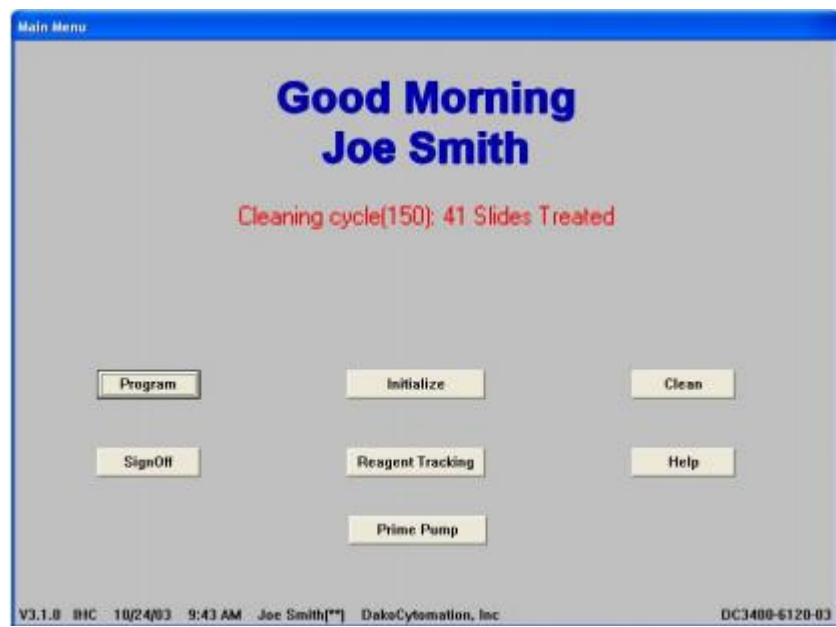 Main Menu
Good Morning
Joe Smith
Cleaning cycle(150): 41 Slides Treated
Program
Initialize
Clean
SignOff
Reagent Tracking
Help
Prime Pump
V3.1.0 IHC 10/24/03 9:43 AM Joe Smith(**) DakoCytomation, Inc DC3400-6120-03